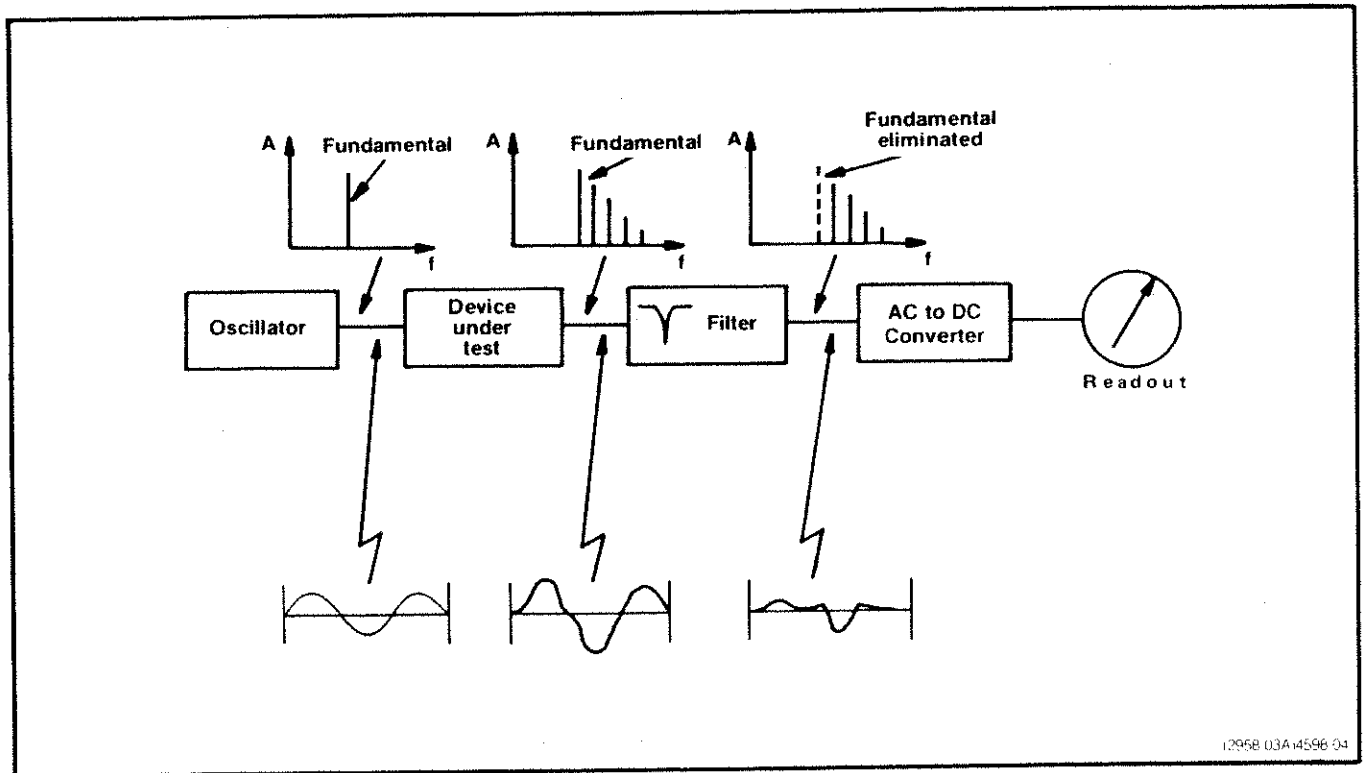 A
Fundamental
f
A
Fundamental
f
A
Fundamental
eliminated
f
Oscillator
Device
under
test
Filter
AC to DC
Converter
Readout